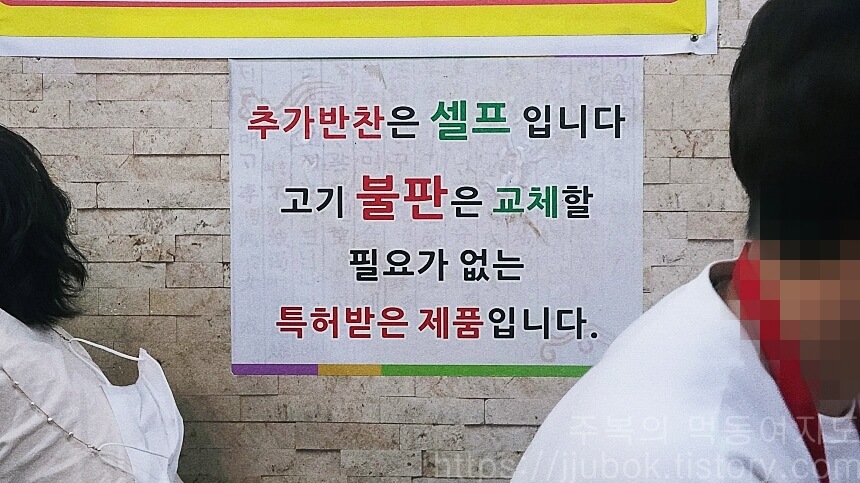 추가반찬은 셀프 입니다
고기 불판은 교체할
필요가 없는
특허받은 제품입니다.
주복의 먹동여지도
https://jjubok.tistory.com